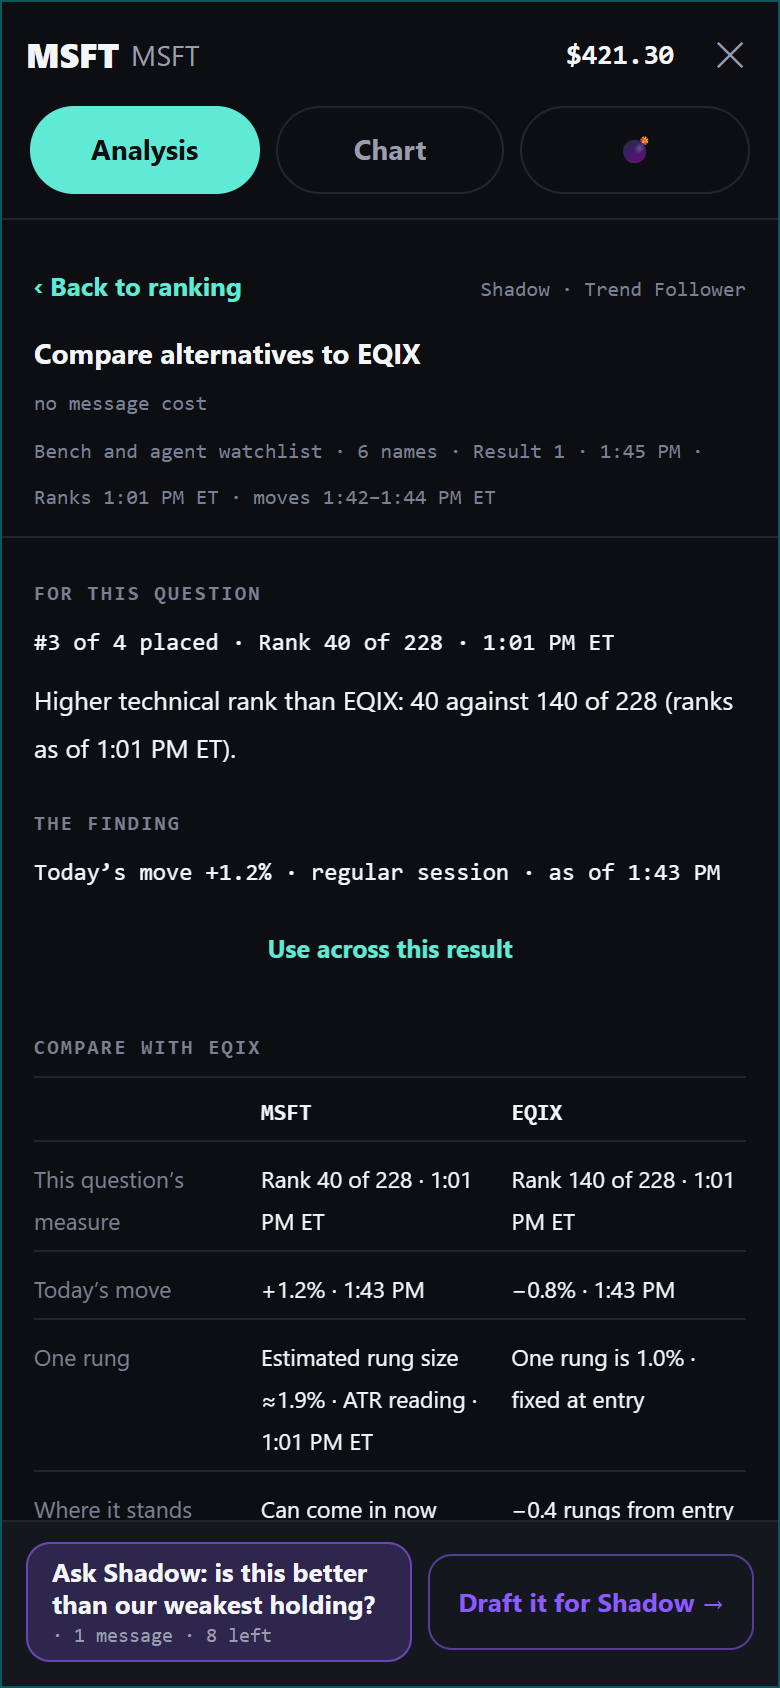 MSFT MSFT $421.30
Analysis Chart
‹ Back to ranking Shadow · Trend Follower
Compare alternatives to EQIX
no message cost
Bench and agent watchlist · 6 names · Result 1 · 1:45 PM ·
Ranks 1:01 PM ET · moves 1:42–1:44 PM ET
FOR THIS QUESTION
#3 of 4 placed · Rank 40 of 228 · 1:01 PM ET
Higher technical rank than EQIX: 40 against 140 of 228 (ranks
as of 1:01 PM ET).
THE FINDING
Today’s move +1.2% · regular session · as of 1:43 PM
Use across this result
COMPARE WITH EQIX
MSFT EQIX
This question’s Rank 40 of 228 · 1:01 Rank 140 of 228 · 1:01
measure PM ET PM ET
Today’s move +1.2% · 1:43 PM −0.8% · 1:43 PM
One rung Estimated rung size One rung is 1.0% ·
≈1.9% · ATR reading · fixed at entry
1:01 PM ET
Where it stands Can come in now −0.4 rungs from entry
Ask Shadow: is this better
than our weakest holding?
· 1 message · 8 left
Draft it for Shadow →